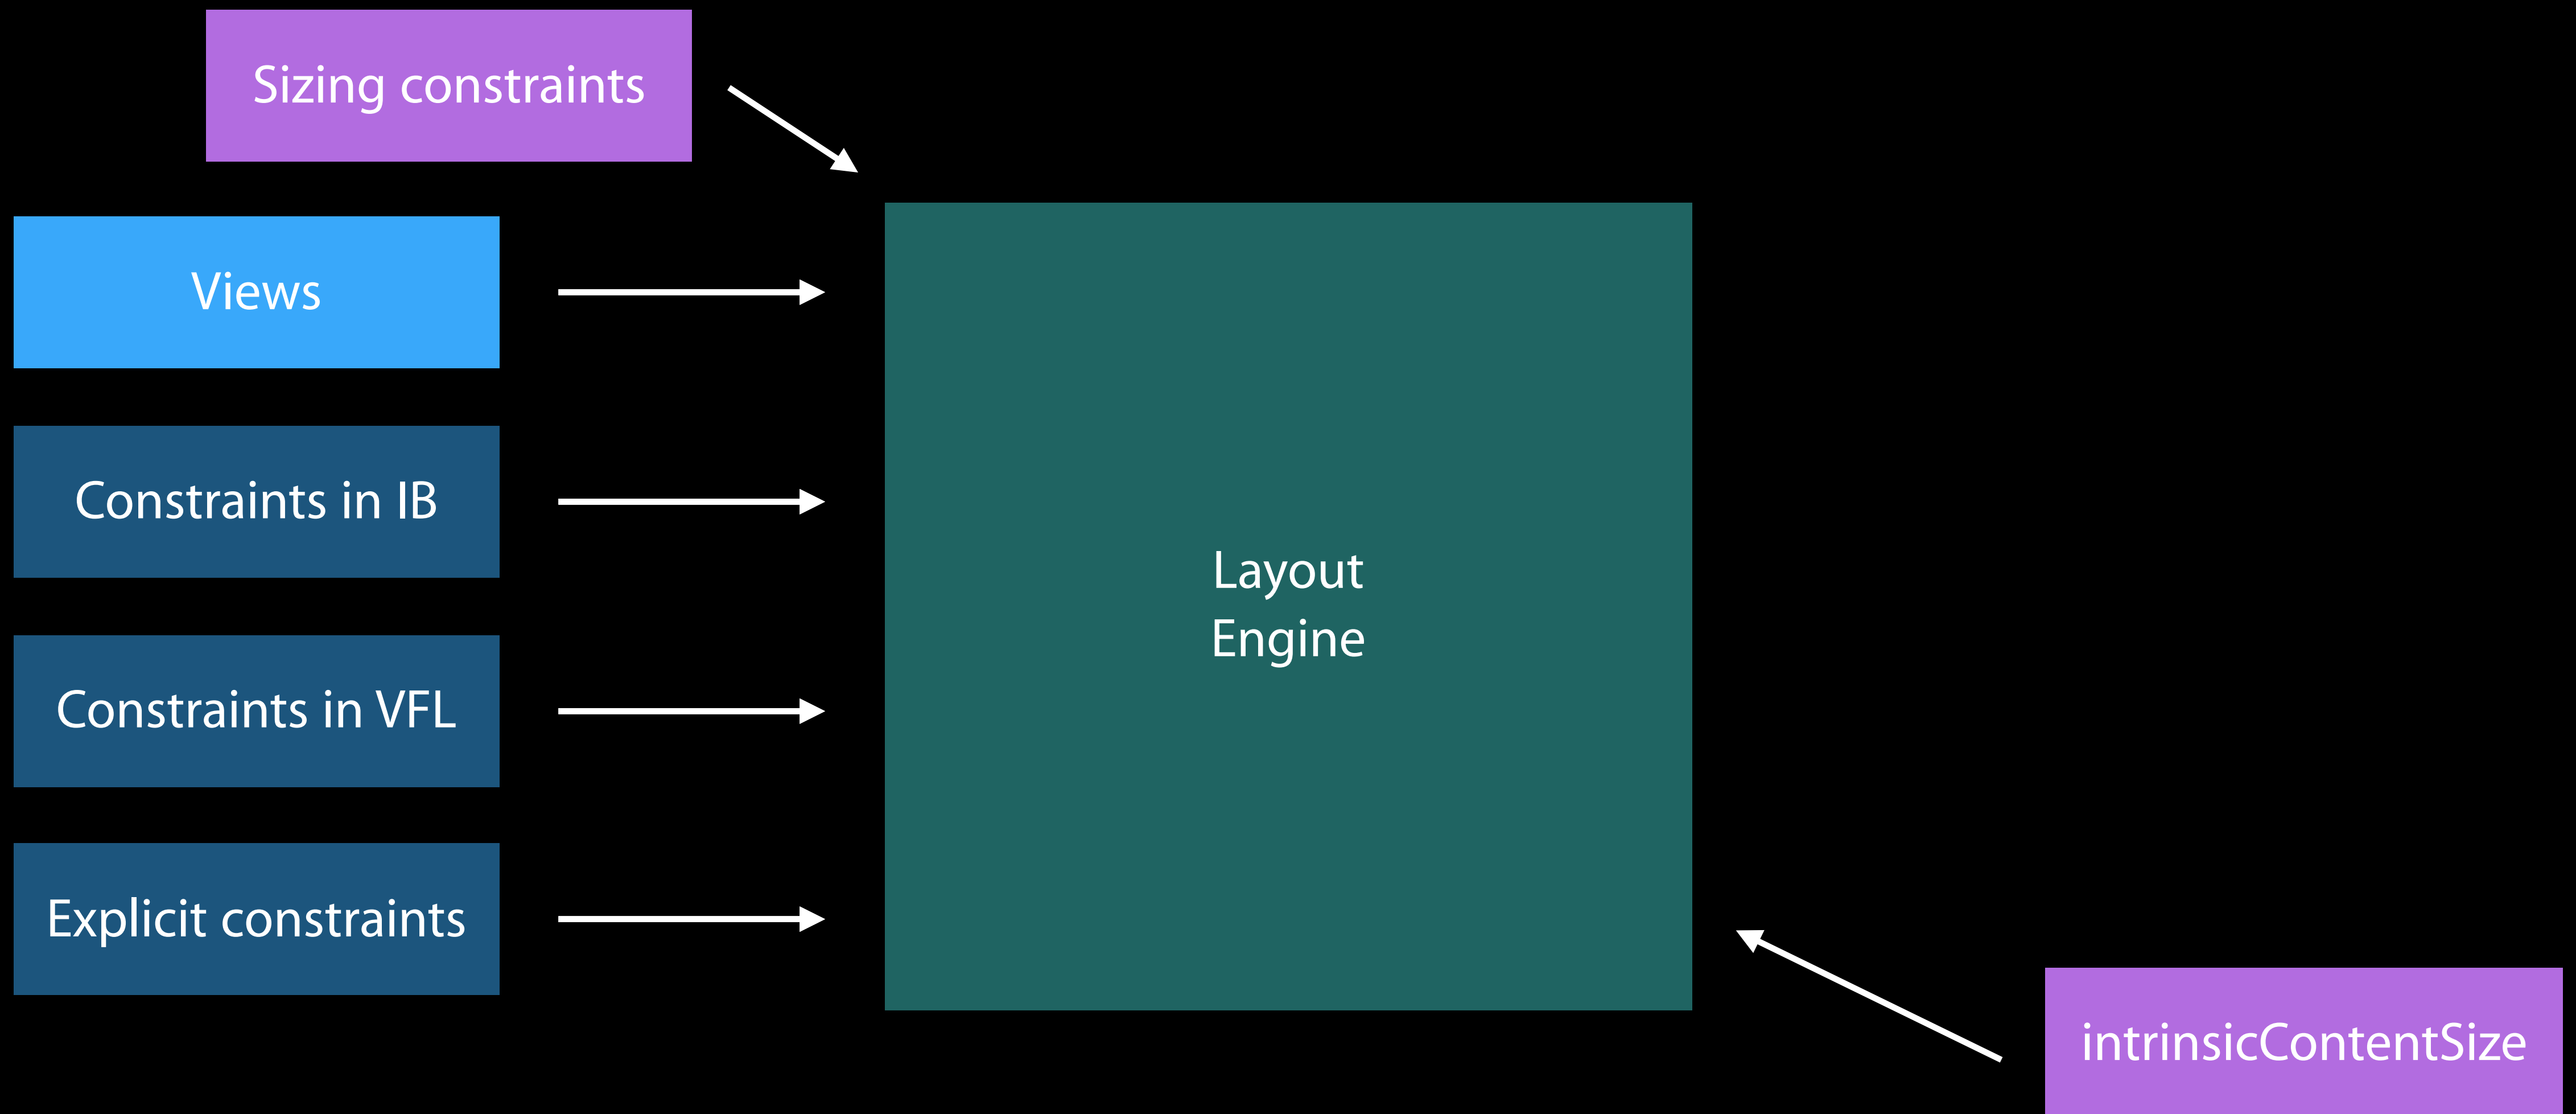 Sizing constraints
Views
Constraints in IB
Constraints in VFL
Explicit constraints
Layout
Engine
intrinsicContentSize